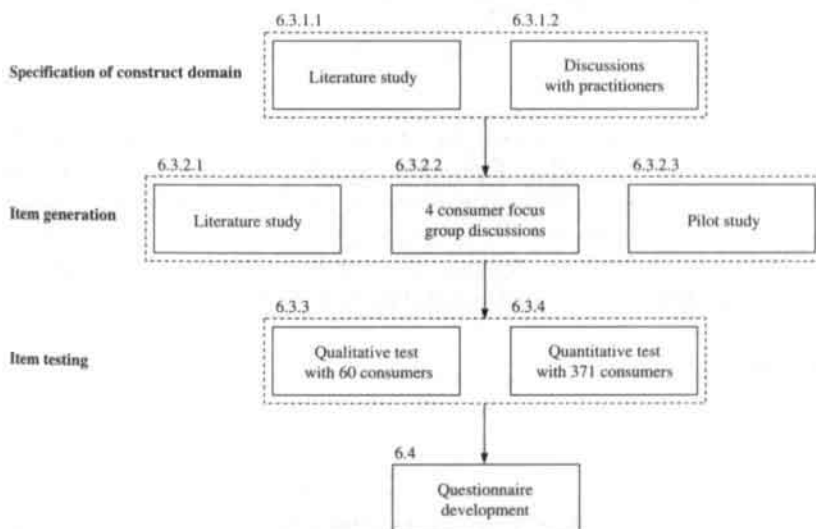 6.3.1.1
6.3.1.2
Specification of construct domain
Literature study
Discussions
with practitioners
6.3.2.1
6.3.2.2
6.3.2.3
Item generation
Literature study
4 consumer focus
group discussions
Pilot study
6.3.3
6.3.4
Item testing
Qualitative test
with 60 consumers
Quantitative test
with 371 consumers
6.4
Questionnaire
development